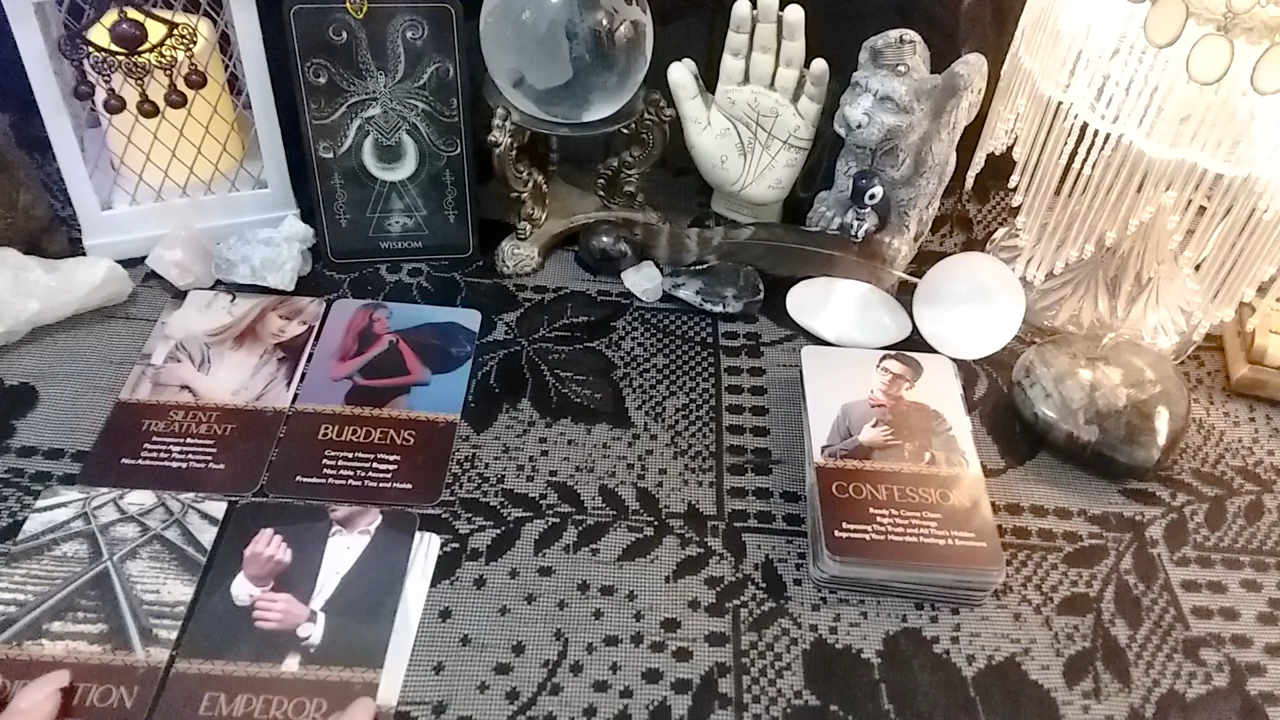 WISDOM
SILENT
TREATMENT
Immature Behavior
Passive Aggressiveness
Guilt for Past Actions
Not Acknowledging Their Faults
BURDENS
Carrying Heavy Weight
Past Emotional Baggage
Not Able To Ascend
Freedom From Past Ties and Holds
CONFESSION
Ready To Come Clean
Right Your Wrongs
Exposing The Truth and All That's Hidden
Expressing Your Heartfelt Feelings & Emotions
EMPEROR